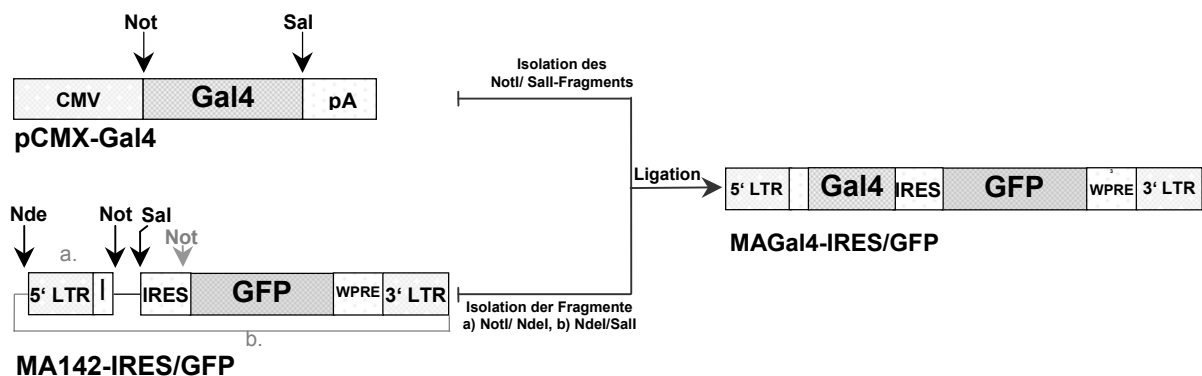 Not Sal
Isolation des
NotI/ SalI-Fragments
CMV Gal4 pA
pCMX-Gal4
Ligation
5‘ LTR Gal4 IRES GFP WPRE 3‘ LTR
3
MAGal4-IRES/GFP
Nde Not Sal
Not
a.
5‘ LTR I IRES GFP WPRE 3‘ LTR
Isolation der Fragmente
a) NotI/ NdeI, b) NdeI/SalI
b.
MA142-IRES/GFP